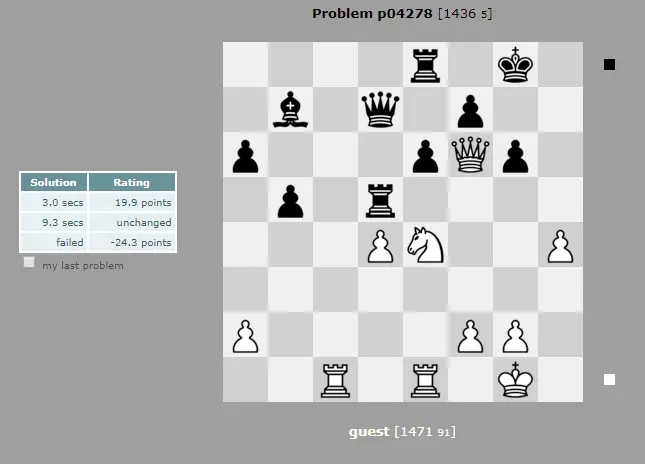 Problem p04278 [1436 5]
Solution Rating
3.0 secs 19.9 points
9.3 secs unchanged
failed -24.3 points
my last problem
guest [1471 91]